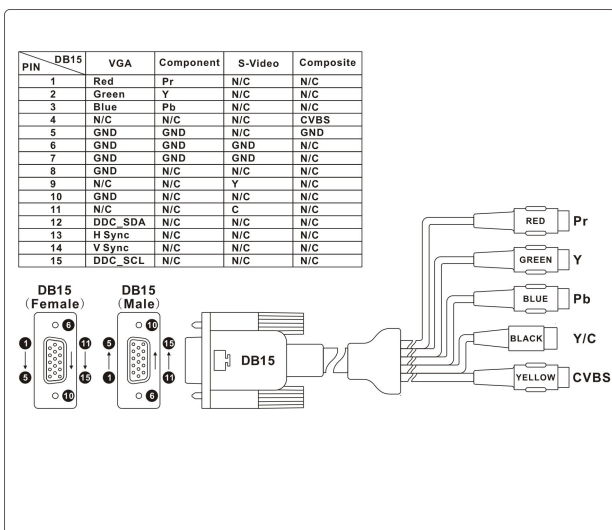 PIN DB15 VGA Component S-Video Composite
1 Red Pr N/C N/C
2 Green Y N/C N/C
3 Blue Pb N/C N/C
4 N/C N/C N/C CVBS
5 GND GND N/C GND
6 GND GND GND N/C
7 GND GND GND N/C
8 GND N/C N/C N/C
9 N/C N/C Y N/C
10 GND N/C N/C N/C
11 N/C N/C C N/C
12 DDC_SDA N/C N/C N/C
13 H Sync N/C N/C N/C
14 V Sync N/C N/C N/C
15 DDC_SCL N/C N/C N/C
DB15
(Female)
6
1 11
5 15
10
DB15
(Male)
10
5 15
1 11
6
DB15
RED Pr
GREEN Y
BLUE Pb
BLACK Y/C
YELLOW CVBS